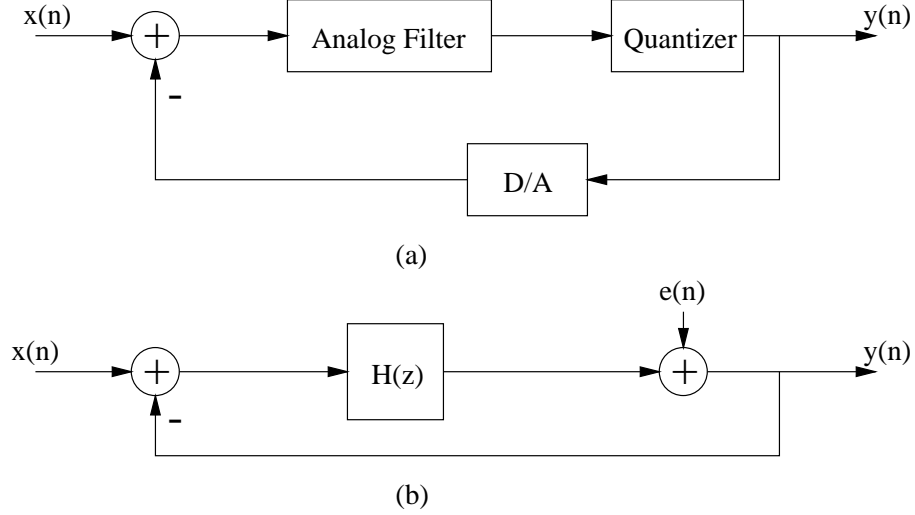 x(n)
y(n)
+
Analog Filter
Quantizer
-
D/A
(a)
e(n)
x(n)
y(n)
+
H(z)
+
-
(b)